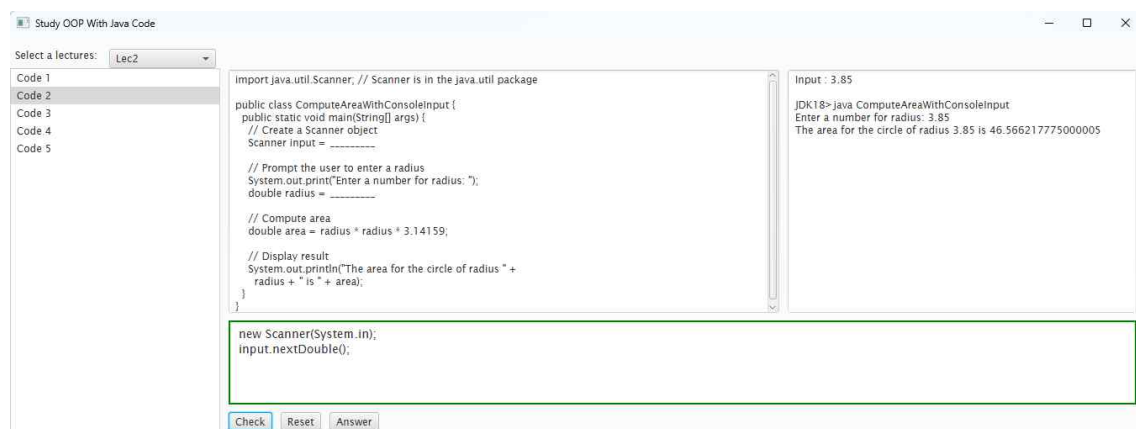 Study OOP With Java Code
Select a lectures: Lec2
Code 1
Code 2
Code 3
Code 4
Code 5
import java.util.Scanner; // Scanner is in the java.util package
public class ComputeAreaWithConsoleInput {
public static void main(String[] args) {
// Create a Scanner object
Scanner input = _________
// Prompt the user to enter a radius
System.out.print("Enter a number for radius: ");
double radius = _________
// Compute area
double area = radius * radius * 3.14159;
// Display result
System.out.println("The area for the circle of radius " +
radius + " is " + area);
}
}
Input : 3.85
JDK18> java ComputeAreaWithConsoleInput
Enter a number for radius: 3.85
The area for the circle of radius 3.85 is 46.566217775000005
new Scanner(System.in);
input.nextDouble();
Check Reset Answer